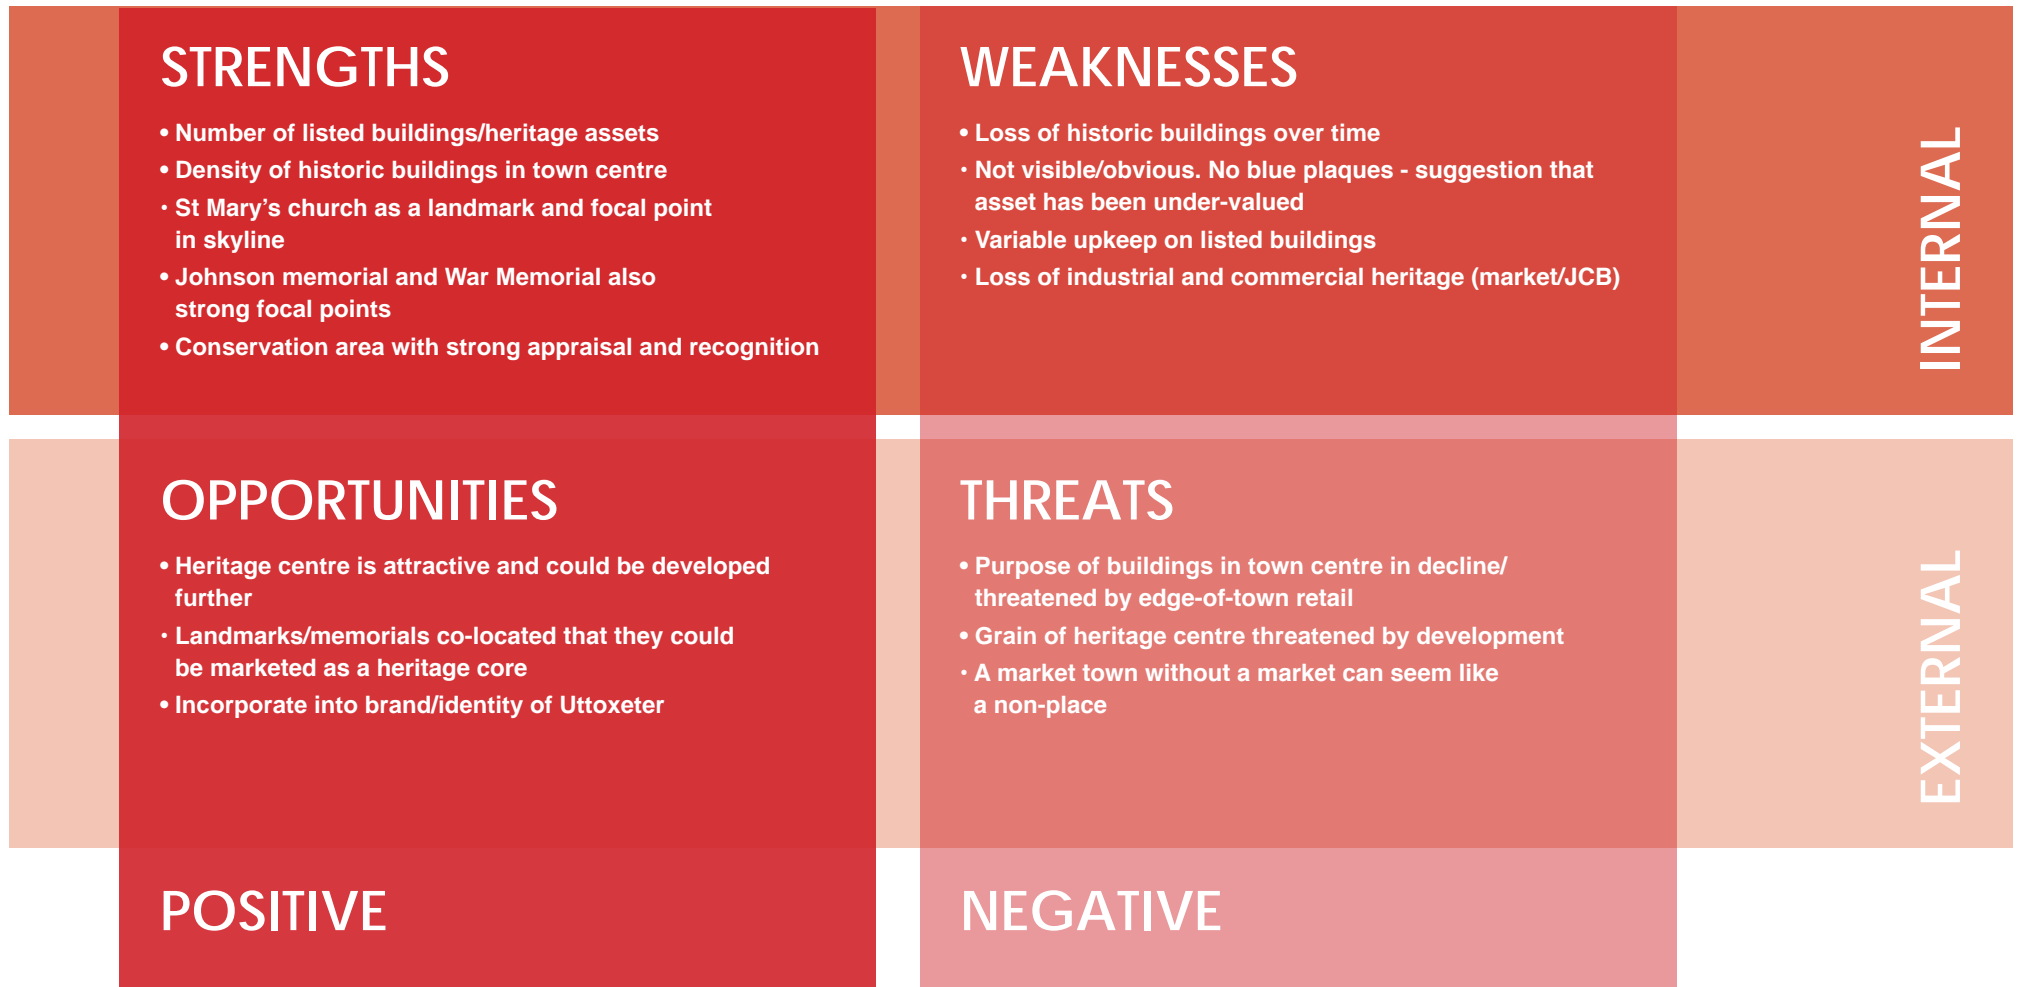 STRENGTHS
• Number of listed buildings/heritage assets
• Density of historic buildings in town centre
• St Mary’s church as a landmark and focal point
in skyline
• Johnson memorial and War Memorial also
strong focal points
• Conservation area with strong appraisal and recognition
WEAKNESSES
• Loss of historic buildings over time
• Not visible/obvious. No blue plaques - suggestion that
asset has been under-valued
• Variable upkeep on listed buildings
• Loss of industrial and commercial heritage (market/JCB)
INTERNAL
OPPORTUNITIES
• Heritage centre is attractive and could be developed
further
• Landmarks/memorials co-located that they could
be marketed as a heritage core
• Incorporate into brand/identity of Uttoxeter
THREATS
• Purpose of buildings in town centre in decline/
threatened by edge-of-town retail
• Grain of heritage centre threatened by development
• A market town without a market can seem like
a non-place
EXTERNAL
POSITIVE
NEGATIVE